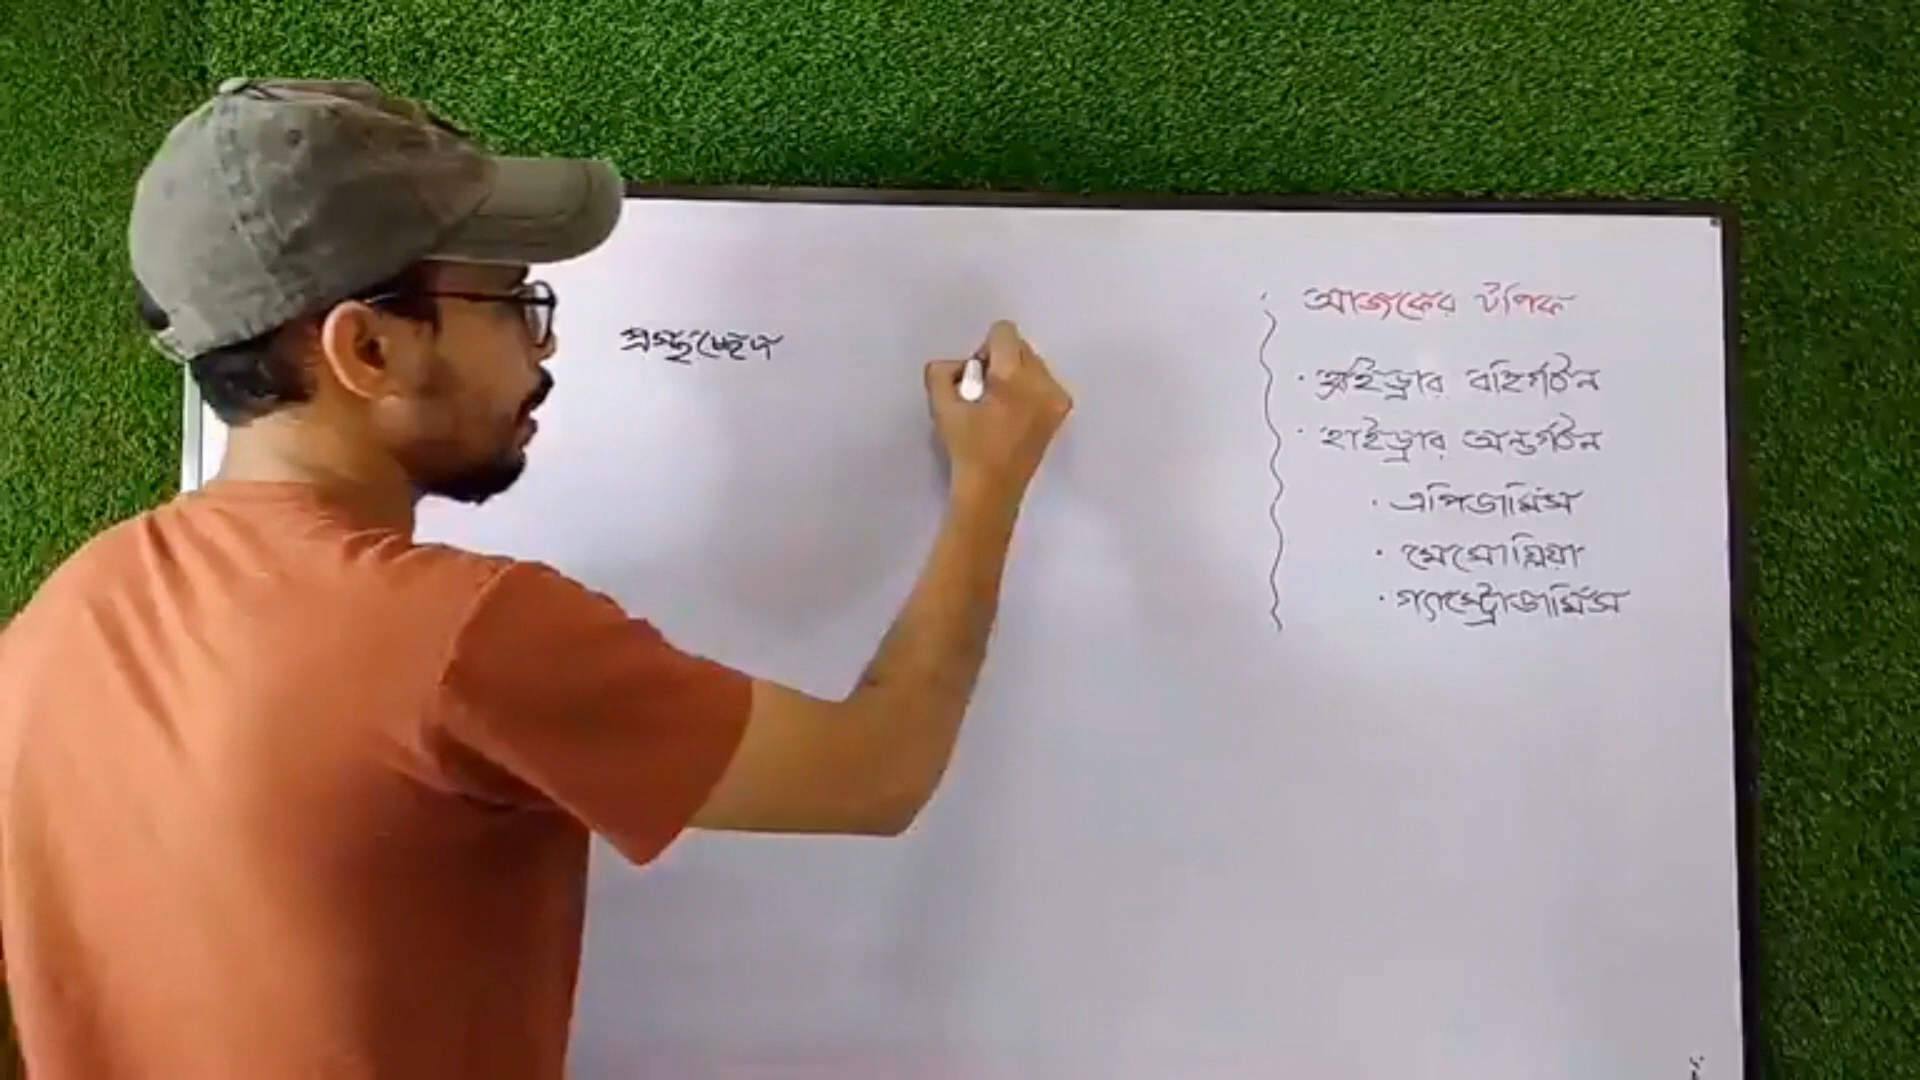 প্রস্থচ্ছেদ
আজকের টপিক
· হাইড্রার বহির্গঠন
· হাইড্রার অন্তর্গঠন
· এপিডার্মিস
· মেসোগ্লিয়া
· গ্যাস্ট্রোডার্মিস